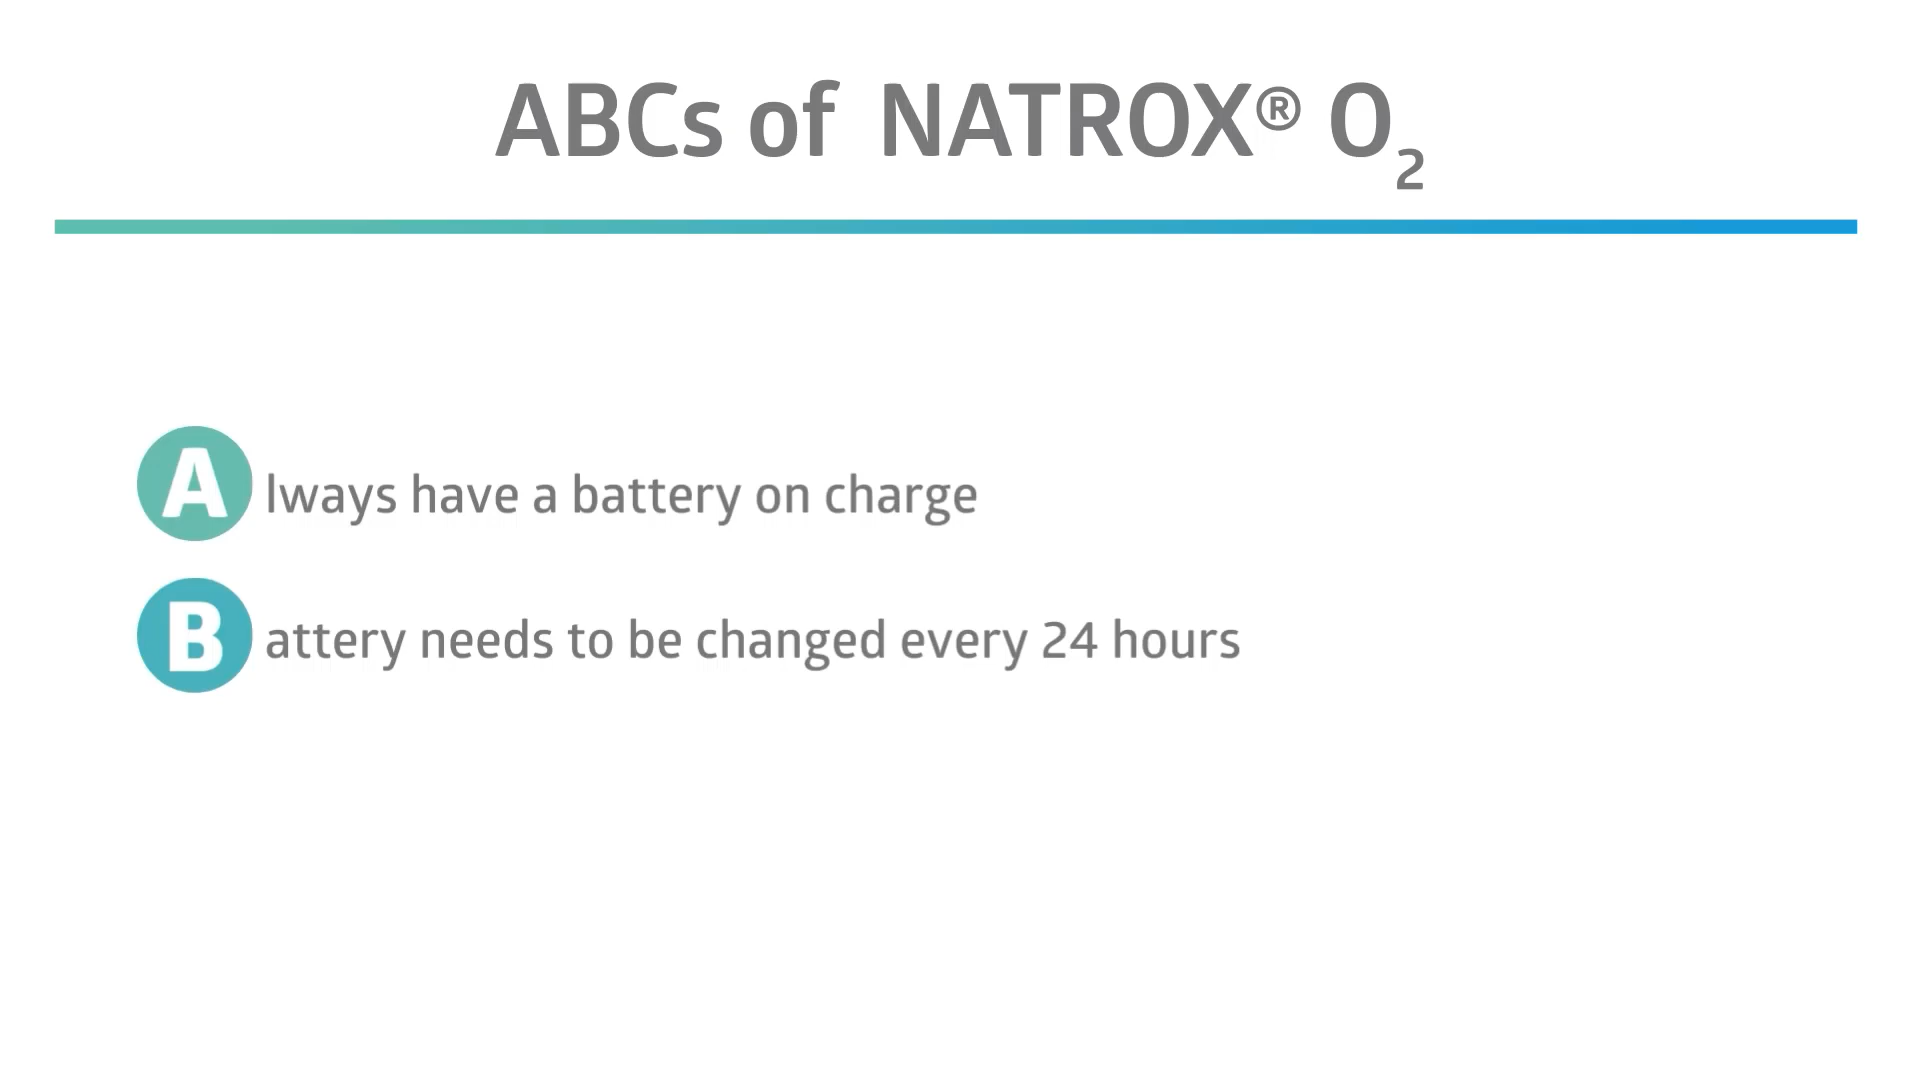 ABCs of NATROX® O₂
Always have a battery on charge
Battery needs to be changed every 24 hours